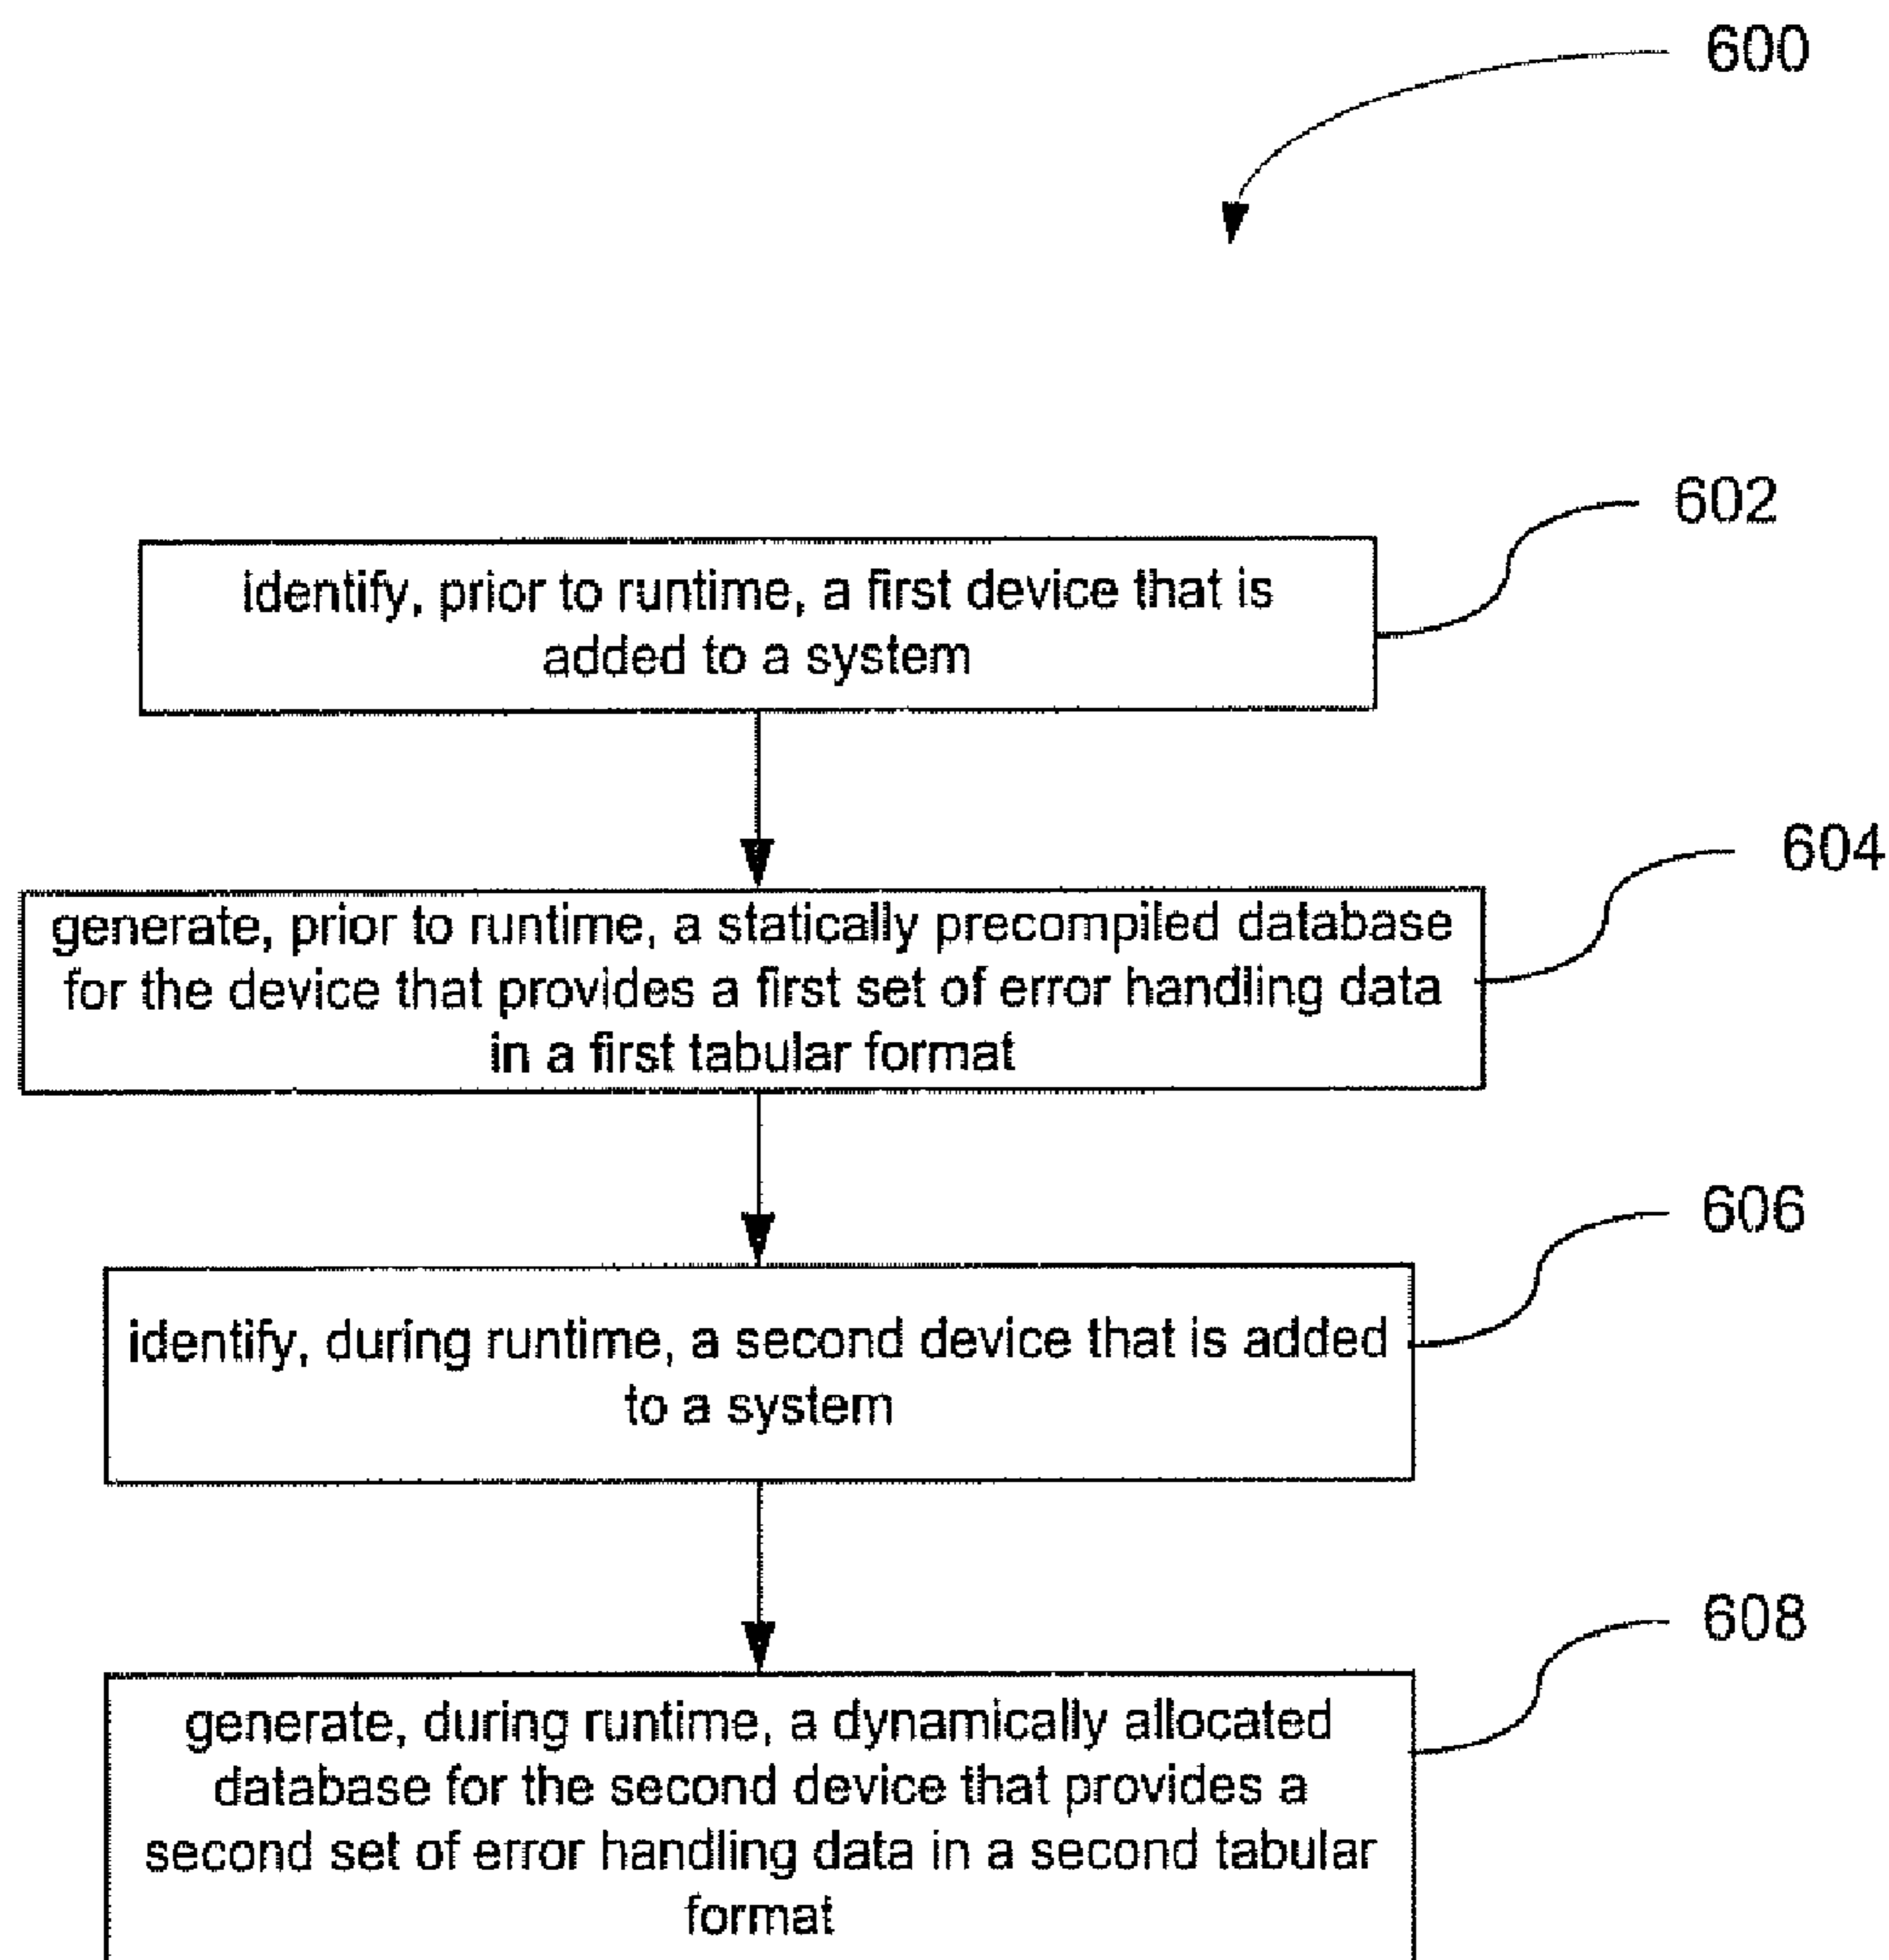 600
602
identify, prior to runtime, a first device that is
added to a system
604
generate, prior to runtime, a statically precompiled database
for the device that provides a first set of error handling data
in a first tabular format
606
identify, during runtime, a second device that is added
to a system
608
generate, during runtime, a dynamically allocated
database for the second device that provides a
second set of error handling data in a second tabular
format